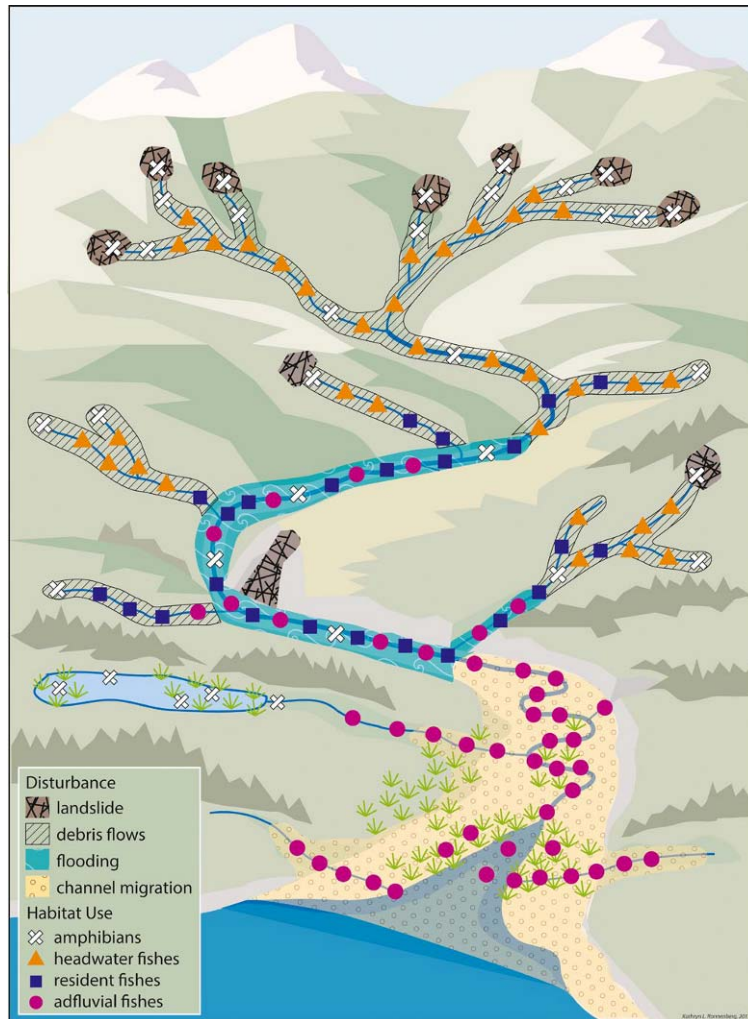 Disturbance
landslide
debris flows
flooding
channel migration
Habitat Use
amphibians
headwater fishes
resident fishes
adfluvial fishes